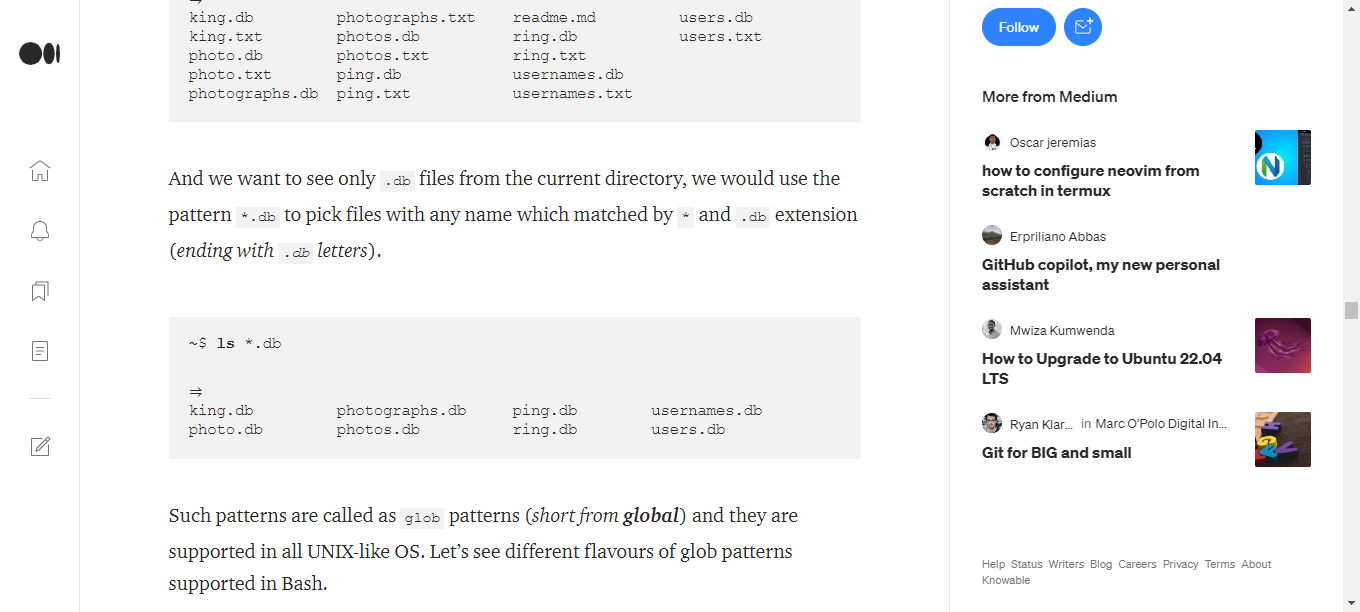 ⇒
king.db photographs.txt readme.md users.db
king.txt photos.db ring.db users.txt
photo.db photos.txt ring.txt
photo.txt ping.db usernames.db
photographs.db ping.txt usernames.txt
And we want to see only .db files from the current directory, we would use the
pattern *.db to pick files with any name which matched by * and .db extension
(ending with .db letters).
~$ ls *.db
⇒
king.db photographs.db ping.db usernames.db
photo.db photos.db ring.db users.db
Such patterns are called as glob patterns (short from global) and they are
supported in all UNIX-like OS. Let’s see different flavours of glob patterns
supported in Bash.
Follow
More from Medium
Oscar jeremias
how to configure neovim from
scratch in termux
Erpriliano Abbas
GitHub copilot, my new personal
assistant
Mwiza Kumwenda
How to Upgrade to Ubuntu 22.04
LTS
Ryan Klar... in Marc O’Polo Digital In...
Git for BIG and small
Help Status Writers Blog Careers Privacy Terms About
Knowable